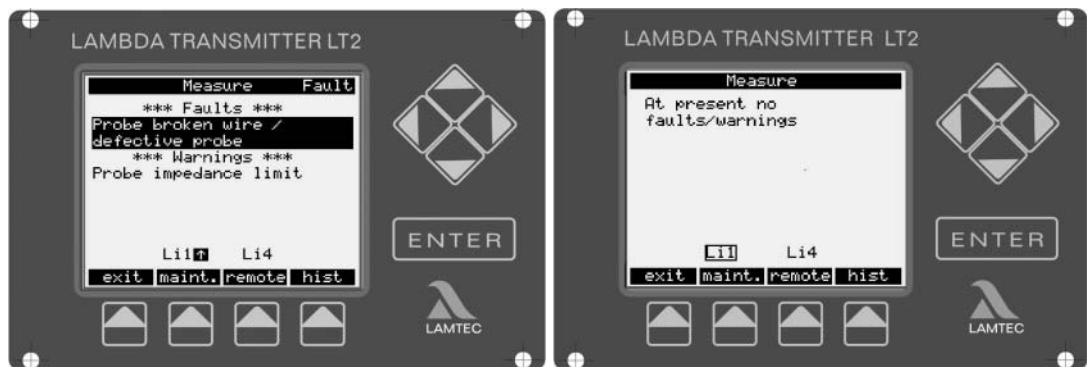 LAMBDA TRANSMITTER LT2
Measure Fault
*** Faults ***
Probe broken wire /
defective probe
*** Warnings ***
Probe impedance limit
Li1↑ Li4
exit maint. remote hist
ENTER
LAMTEC
LAMBDA TRANSMITTER LT2
Measure
At present no
faults/warnings
Li1 Li4
exit maint. remote hist
ENTER
LAMTEC